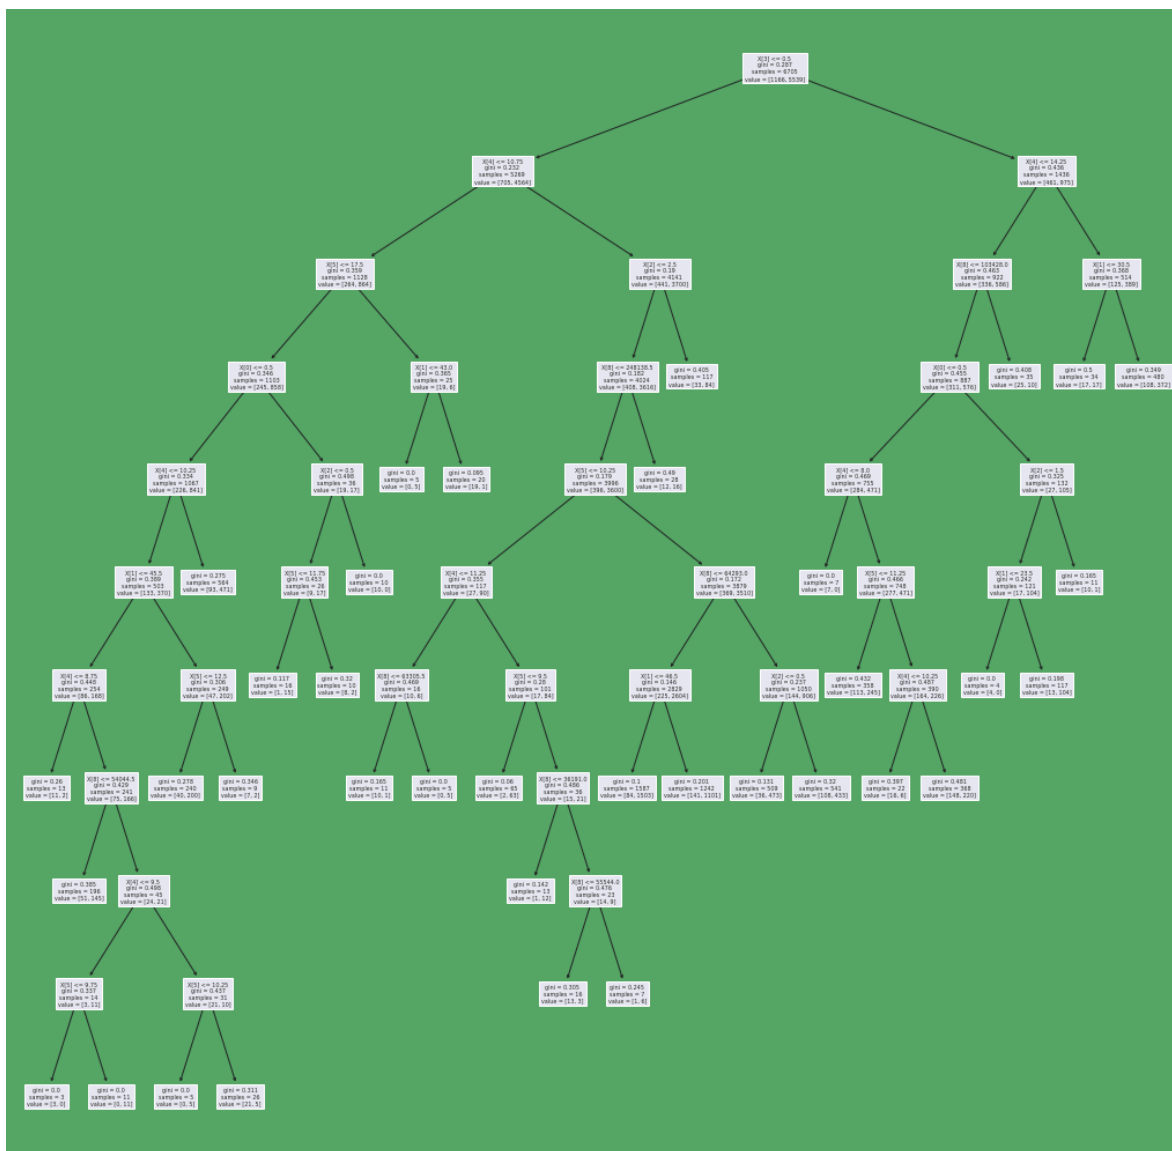 X[3] <= 0.5
gini = 0.287
samples = 6705
value = [1166, 5539]
X[4] <= 10.75
gini = 0.232
samples = 5269
value = [705, 4564]
X[4] <= 14.25
gini = 0.436
samples = 1436
value = [461, 975]
X[5] <= 17.5
gini = 0.359
samples = 1128
value = [264, 864]
X[2] <= 2.5
gini = 0.19
samples = 4141
value = [441, 3700]
X[8] <= 103428.0
gini = 0.463
samples = 922
value = [336, 586]
X[1] <= 30.5
gini = 0.368
samples = 514
value = [125, 389]
X[0] <= 0.5
gini = 0.346
samples = 1103
value = [245, 858]
X[1] <= 43.0
gini = 0.365
samples = 25
value = [19, 6]
X[8] <= 248138.5
gini = 0.182
samples = 4024
value = [408, 3616]
gini = 0.405
samples = 117
value = [33, 84]
X[0] <= 0.5
gini = 0.455
samples = 887
value = [311, 576]
gini = 0.408
samples = 35
value = [25, 10]
gini = 0.5
samples = 34
value = [17, 17]
gini = 0.349
samples = 480
value = [108, 372]
X[4] <= 10.25
gini = 0.334
samples = 1067
value = [226, 841]
X[2] <= 0.5
gini = 0.498
samples = 36
value = [19, 17]
gini = 0.0
samples = 5
value = [0, 5]
gini = 0.095
samples = 20
value = [19, 1]
X[5] <= 10.25
gini = 0.179
samples = 3996
value = [396, 3600]
gini = 0.49
samples = 28
value = [12, 16]
X[4] <= 8.0
gini = 0.469
samples = 755
value = [284, 471]
X[2] <= 1.5
gini = 0.325
samples = 132
value = [27, 105]
X[1] <= 45.5
gini = 0.389
samples = 503
value = [133, 370]
gini = 0.275
samples = 564
value = [93, 471]
X[5] <= 11.75
gini = 0.453
samples = 26
value = [9, 17]
gini = 0.0
samples = 10
value = [10, 0]
X[4] <= 11.25
gini = 0.355
samples = 117
value = [27, 90]
X[8] <= 64293.0
gini = 0.172
samples = 3879
value = [369, 3510]
gini = 0.0
samples = 7
value = [7, 0]
X[5] <= 11.25
gini = 0.466
samples = 748
value = [277, 471]
X[1] <= 23.5
gini = 0.242
samples = 121
value = [17, 104]
gini = 0.165
samples = 11
value = [10, 1]
X[4] <= 8.75
gini = 0.448
samples = 254
value = [86, 168]
X[5] <= 12.5
gini = 0.306
samples = 249
value = [47, 202]
gini = 0.117
samples = 16
value = [1, 15]
gini = 0.32
samples = 10
value = [8, 2]
X[8] <= 63305.5
gini = 0.469
samples = 16
value = [10, 6]
X[5] <= 9.5
gini = 0.28
samples = 101
value = [17, 84]
X[1] <= 46.5
gini = 0.146
samples = 2829
value = [225, 2604]
X[2] <= 0.5
gini = 0.237
samples = 1050
value = [144, 906]
gini = 0.432
samples = 358
value = [113, 245]
X[4] <= 10.25
gini = 0.487
samples = 390
value = [164, 226]
gini = 0.0
samples = 4
value = [4, 0]
gini = 0.198
samples = 117
value = [13, 104]
gini = 0.26
samples = 13
value = [11, 2]
X[8] <= 54044.5
gini = 0.429
samples = 241
value = [75, 166]
gini = 0.278
samples = 240
value = [40, 200]
gini = 0.346
samples = 9
value = [7, 2]
gini = 0.165
samples = 11
value = [10, 1]
gini = 0.0
samples = 5
value = [0, 5]
gini = 0.06
samples = 65
value = [2, 63]
X[8] <= 36191.0
gini = 0.486
samples = 36
value = [15, 21]
gini = 0.1
samples = 1587
value = [84, 1503]
gini = 0.201
samples = 1242
value = [141, 1101]
gini = 0.131
samples = 509
value = [36, 473]
gini = 0.32
samples = 541
value = [108, 433]
gini = 0.397
samples = 22
value = [16, 6]
gini = 0.481
samples = 368
value = [148, 220]
gini = 0.385
samples = 196
value = [51, 145]
X[4] <= 9.5
gini = 0.498
samples = 45
value = [24, 21]
gini = 0.142
samples = 13
value = [1, 12]
X[8] <= 55544.0
gini = 0.476
samples = 23
value = [14, 9]
X[5] <= 9.75
gini = 0.337
samples = 14
value = [3, 11]
X[5] <= 10.25
gini = 0.437
samples = 31
value = [21, 10]
gini = 0.305
samples = 16
value = [13, 3]
gini = 0.245
samples = 7
value = [1, 6]
gini = 0.0
samples = 3
value = [3, 0]
gini = 0.0
samples = 11
value = [0, 11]
gini = 0.0
samples = 5
value = [0, 5]
gini = 0.311
samples = 26
value = [21, 5]